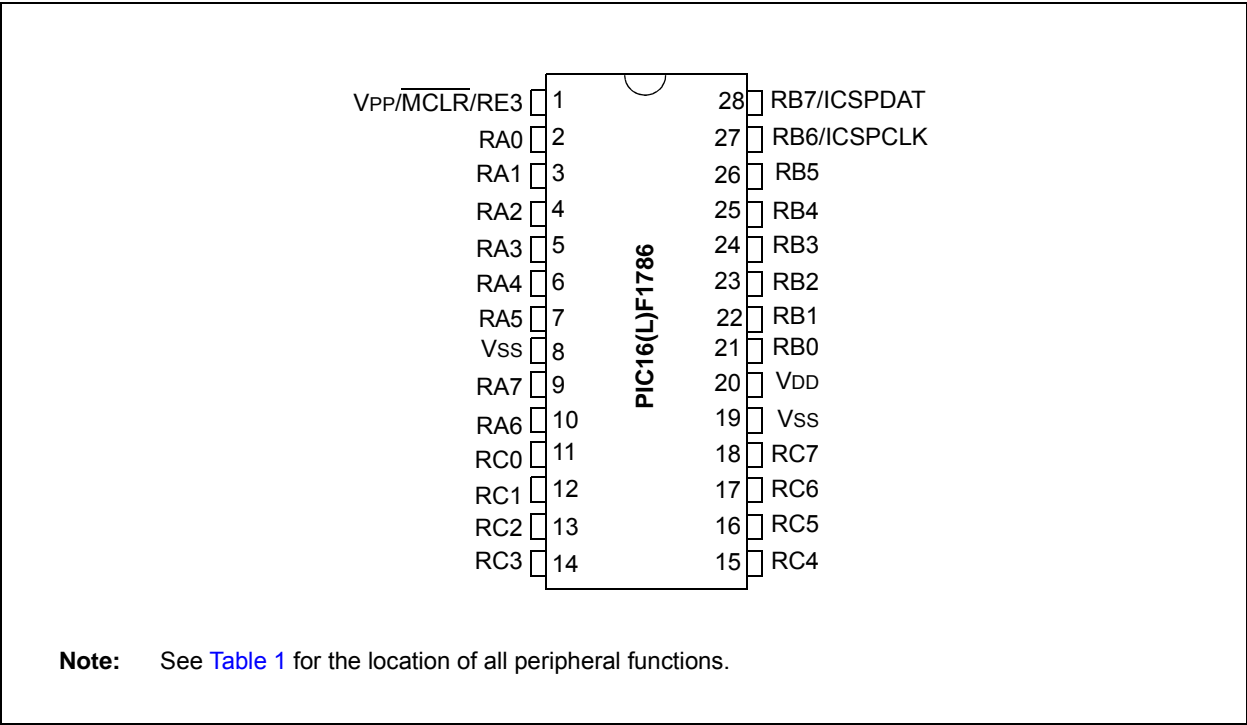 VPP/MCLR/RE3 1 28 RB7/ICSPDAT
RA0 2 27 RB6/ICSPCLK
RA1 3 26 RB5
RA2 4 25 RB4
RA3 5 24 RB3
RA4 6 23 RB2
RA5 7 22 RB1
VSS 8 21 RB0
RA7 9 20 VDD
RA6 10 19 VSS
RC0 11 18 RC7
RC1 12 17 RC6
RC2 13 16 RC5
RC3 14 15 RC4
PIC16(L)F1786
Note: See Table 1 for the location of all peripheral functions.